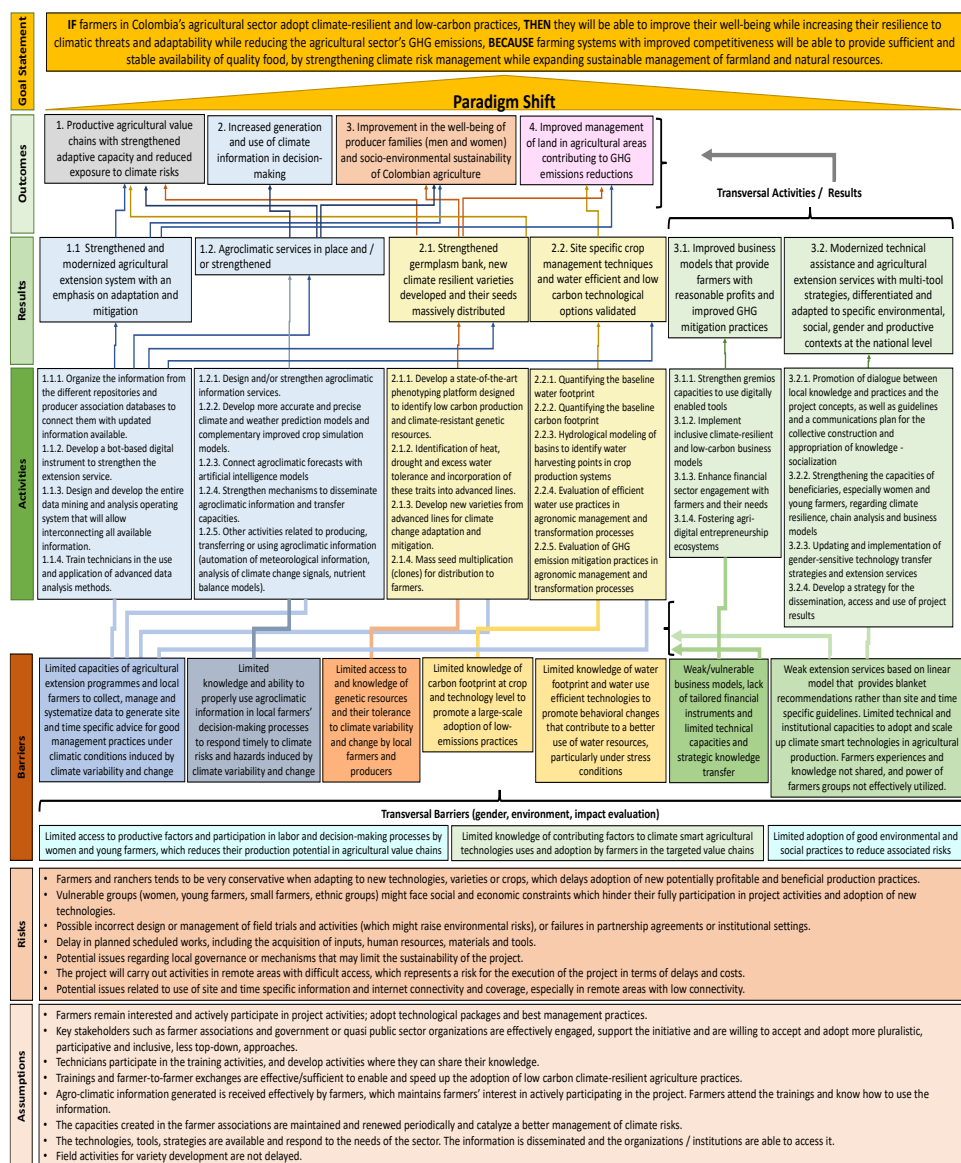 Goal Statement
IF farmers in Colombia's agricultural sector adopt climate-resilient and low-carbon practices, THEN they will be able to improve their well-being while increasing their resilience to
climatic threats and adaptability while reducing the agricultural sector's GHG emissions, BECAUSE farming systems with improved competitiveness will be able to provide sufficient and
stable availability of quality food, by strengthening climate risk management while expanding sustainable management of farmland and natural resources.
Paradigm Shift
Outcomes
1. Productive agricultural value
chains with strengthened
adaptive capacity and reduced
exposure to climate risks
2. Increased generation
and use of climate
information in decision-
making
3. Improvement in the well-being of
producer families (men and women)
and socio-environmental sustainability
of Colombian agriculture
4. Improved management
of land in agricultural areas
contributing to GHG
emissions reductions
Transversal Activities / Results
Results
1.1 Strengthened and
modernized agricultural
extension system with an
emphasis on adaptation and
mitigation
1.2. Agroclimatic services in place and /
or strengthened
2.1. Strengthened
germplasm bank, new
climate resilient varieties
developed and their seeds
massively distributed
2.2. Site specific crop
management techniques
and water efficient and low
carbon technological
options validated
3.1. Improved business
models that provide
farmers with
reasonable profits and
improved GHG
mitigation practices
3.2. Modernized technical
assistance and agricultural
extension services with multi-tool
strategies, differentiated and
adapted to specific environmental,
social, gender and productive
contexts at the national level
Activities
1.1.1. Organize the information from
the different repositories and
producer association databases to
connect them with updated
information available.
1.1.2. Develop a bot-based digital
instrument to strengthen the
extension service.
1.1.3. Design and develop the entire
data mining and analysis operating
system that will allow
interconnecting all available
information.
1.1.4. Train technicians in the use
and application of advanced data
analysis methods.
1.2.1. Design and/or strengthen agroclimatic
information services.
1.2.2. Develop more accurate and precise
climate and weather prediction models and
complementary improved crop simulation
models.
1.2.3. Connect agroclimatic forecasts with
artificial intelligence models
1.2.4. Strengthen mechanisms to disseminate
agroclimatic information and transfer
capacities.
1.2.5. Other activities related to producing,
transferring or using agroclimatic information
(automation of meteorological information,
analysis of climate change signals, nutrient
balance models).
2.1.1. Develop a state-of-the-art
phenotyping platform designed
to identify low carbon production
and climate-resistant genetic
resources.
2.1.2. Identification of heat,
drought and excess water
tolerance and incorporation of
these traits into advanced lines.
2.1.3. Develop new varieties from
advanced lines for climate
change adaptation and
mitigation.
2.1.4. Mass seed multiplication
(clones) for distribution to
farmers.
2.2.1. Quantifying the baseline
water footprint
2.2.2. Quantifying the baseline
carbon footprint
2.2.3. Hydrological modeling of
basins to identify water
harvesting points in crop
production systems
2.2.4. Evaluation of efficient
water use practices in
agronomic management and
transformation processes
2.2.5. Evaluation of GHG
emission mitigation practices in
agronomic management and
transformation processes
3.1.1. Strengthen gremios
capacities to use digitally
enabled tools
3.1.2. Implement
inclusive climate-resilient
and low-carbon business
models
3.1.3. Enhance financial
sector engagement with
farmers and their needs
3.1.4. Fostering agri-
digital entrepreneurship
ecosystems
3.2.1. Promotion of dialogue between
local knowledge and practices and the
project concepts, as well as guidelines
and a communications plan for the
collective construction and
appropriation of knowledge -
socialization
3.2.2. Strengthening the capacities of
beneficiaries, especially women and
young farmers, regarding climate
resilience, chain analysis and business
models
3.2.3. Updating and implementation of
gender-sensitive technology transfer
strategies and extension services
3.2.4. Develop a strategy for the
dissemination, access and use of project
results
Barriers
Limited capacities of agricultural
extension programmes and local
farmers to collect, manage and
systematize data to generate site
and time specific advice for good
management practices under
climatic conditions induced by
climate variability and change
Limited
knowledge and ability to
properly use agroclimatic
information in local farmers'
decision-making processes
to respond timely to climate
risks and hazards induced by
climate variability and change
Limited access to
and knowledge of
genetic resources
and their tolerance
to climate variability
and change by local
farmers and
producers
Limited knowledge of
carbon footprint at crop
and technology level to
promote a large-scale
adoption of low-
emissions practices
Limited knowledge of water
footprint and water use
efficient technologies to
promote behavioral changes
that contribute to a better
use of water resources,
particularly under stress
conditions
Weak/vulnerable
business models, lack
of tailored financial
instruments and
limited technical
capacities and
strategic knowledge
transfer
Weak extension services based on linear
model that provides blanket
recommendations rather than site and time
specific guidelines. Limited technical and
institutional capacities to adopt and scale
up climate smart technologies in agricultural
production. Farmers experiences and
knowledge not shared, and power of
farmers groups not effectively utilized.
Transversal Barriers (gender, environment, impact evaluation)
Limited access to productive factors and participation in labor and decision-making processes by
women and young farmers, which reduces their production potential in agricultural value chains
Limited knowledge of contributing factors to climate smart agricultural
technologies uses and adoption by farmers in the targeted value chains
Limited adoption of good environmental and
social practices to reduce associated risks
Risks
• Farmers and ranchers tends to be very conservative when adapting to new technologies, varieties or crops, which delays adoption of new potentially profitable and beneficial production practices.
• Vulnerable groups (women, young farmers, small farmers, ethnic groups) might face social and economic constraints which hinder their fully participation in project activities and adoption of new
technologies.
• Possible incorrect design or management of field trials and activities (which might raise environmental risks), or failures in partnership agreements or institutional settings.
• Delay in planned scheduled works, including the acquisition of inputs, human resources, materials and tools.
• Potential issues regarding local governance or mechanisms that may limit the sustainability of the project.
• The project will carry out activities in remote areas with difficult access, which represents a risk for the execution of the project in terms of delays and costs.
• Potential issues related to use of site and time specific information and internet connectivity and coverage, especially in remote areas with low connectivity.
Assumptions
• Farmers remain interested and actively participate in project activities; adopt technological packages and best management practices.
• Key stakeholders such as farmer associations and government or quasi public sector organizations are effectively engaged, support the initiative and are willing to accept and adopt more pluralistic,
participative and inclusive, less top-down, approaches.
• Technicians participate in the training activities, and develop activities where they can share their knowledge.
• Trainings and farmer-to-farmer exchanges are effective/sufficient to enable and speed up the adoption of low carbon climate-resilient agriculture practices.
• Agro-climatic information generated is received effectively by farmers, which maintains farmers' interest in actively participating in the project. Farmers attend the trainings and know how to use the
information.
• The capacities created in the farmer associations are maintained and renewed periodically and catalyze a better management of climate risks.
• The technologies, tools, strategies are available and respond to the needs of the sector. The information is disseminated and the organizations / institutions are able to access it.
• Field activities for variety development are not delayed.